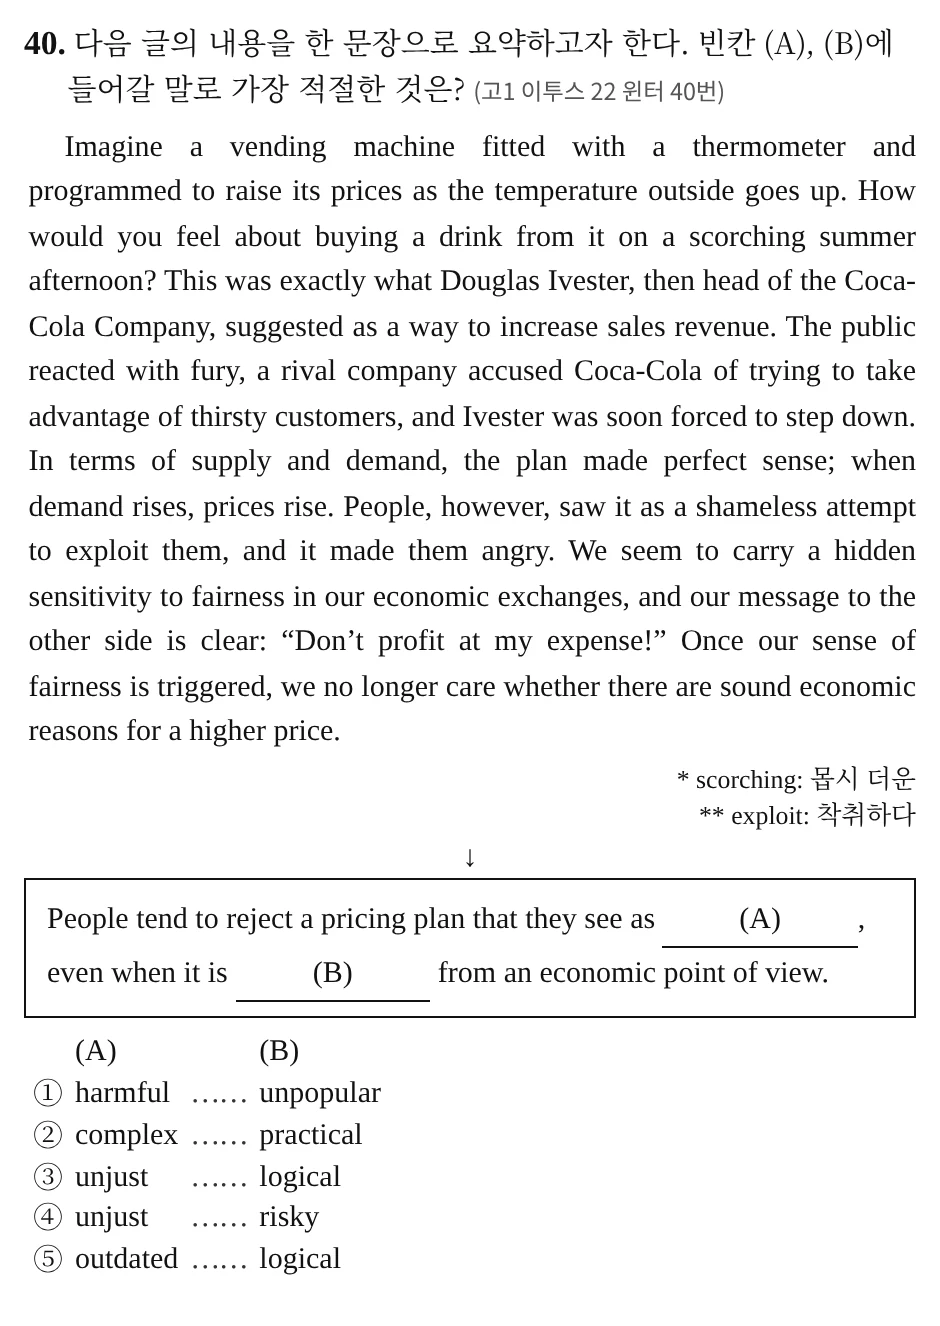 40. 다음 글의 내용을 한 문장으로 요약하고자 한다. 빈칸 (A), (B)에
들어갈 말로 가장 적절한 것은? (고1 이투스 22 윈터 40번)
Imagine a vending machine fitted with a thermometer and
programmed to raise its prices as the temperature outside goes up. How
would you feel about buying a drink from it on a scorching summer
afternoon? This was exactly what Douglas Ivester, then head of the Coca-
Cola Company, suggested as a way to increase sales revenue. The public
reacted with fury, a rival company accused Coca-Cola of trying to take
advantage of thirsty customers, and Ivester was soon forced to step down.
In terms of supply and demand, the plan made perfect sense; when
demand rises, prices rise. People, however, saw it as a shameless attempt
to exploit them, and it made them angry. We seem to carry a hidden
sensitivity to fairness in our economic exchanges, and our message to the
other side is clear: “Don’t profit at my expense!” Once our sense of
fairness is triggered, we no longer care whether there are sound economic
reasons for a higher price.
* scorching: 몹시 더운
** exploit: 착취하다
↓
People tend to reject a pricing plan that they see as (A),
even when it is (B) from an economic point of view.
(A) (B)
① harmful …… unpopular
② complex …… practical
③ unjust …… logical
④ unjust …… risky
⑤ outdated …… logical